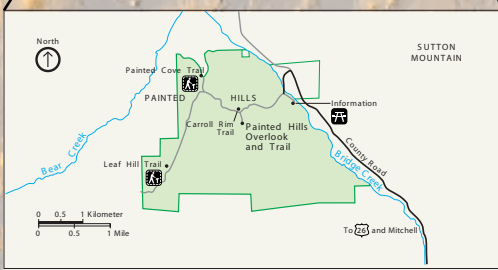 North
SUTTON
MOUNTAIN
Painted Cove Trail
PAINTED HILLS
Information
Carroll Rim
Trail
Painted Hills
Overlook
and Trail
County Road
Bridge Creek
Bear Creek
Leaf Hill Trail
0 0.5 1 Kilometer
0 0.5 1 Mile
To 26 and Mitchell